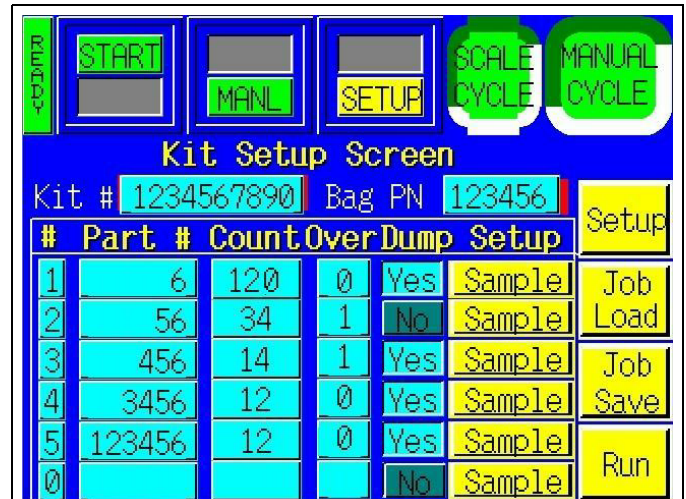 READY
START
MANL
SETUP
SCALE CYCLE
MANUAL CYCLE
Kit Setup Screen
Kit # 1234567890 Bag PN 123456
Setup
# Part # Count Over Dump Setup
1 6 120 0 Yes Sample
Job Load
2 56 34 1 No Sample
3 456 14 1 Yes Sample
Job Save
4 3456 12 0 Yes Sample
5 123456 12 0 Yes Sample
Run
0 No Sample